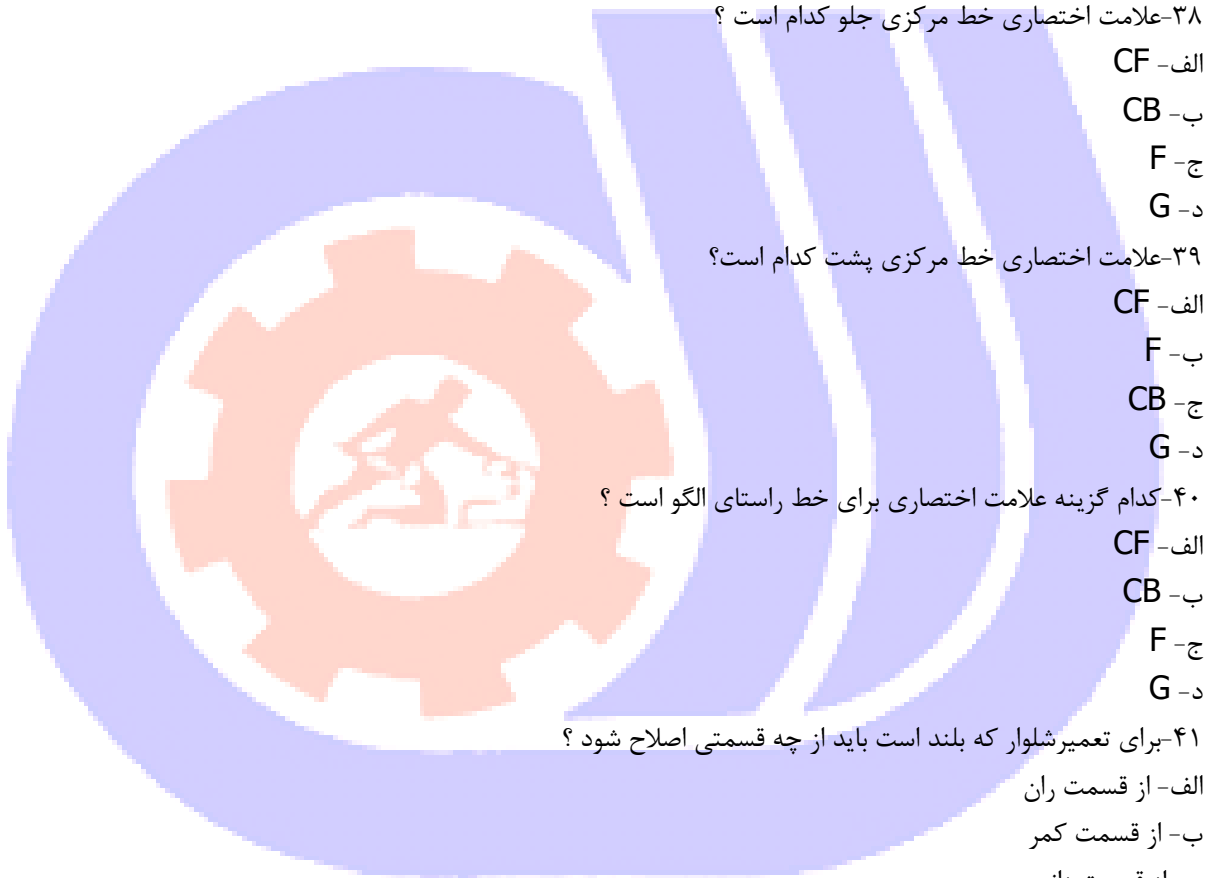 ۳۸-علامت اختصاری خط مرکزی جلو کدام است ؟
الف- CF
ب- CB
ج- F
د- G
۳۹-علامت اختصاری خط مرکزی پشت کدام است؟
الف- CF
ب- F
ج- CB
د- G
۴۰-کدام گزینه علامت اختصاری برای خط راستای الگو است ؟
الف- CF
ب- CB
ج- F
د- G
۴۱-برای تعمیرشلوار که بلند است باید از چه قسمتی اصلاح شود ؟
الف- از قسمت ران
ب- از قسمت کمر